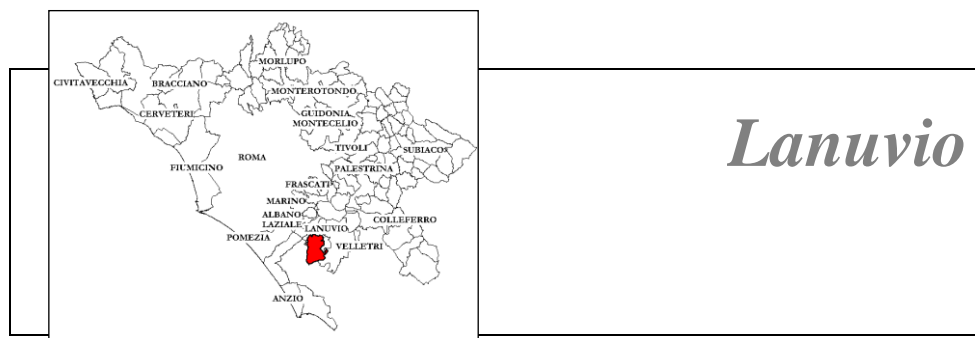 MORLUPO
CIVITAVECCHIA
BRACCIANO
MONTEROTONDO
CERVETERI
GUIDONIA
MONTECELIO
TIVOLI
SUBIACO
ROMA
FIUMICINO
PALESTRINA
FRASCATI
MARINO
ALBANO
LAZIALE
COLLEFERRO
LANUVIO
POMEZIA
VELLETRI
ANZIO
Lanuvio